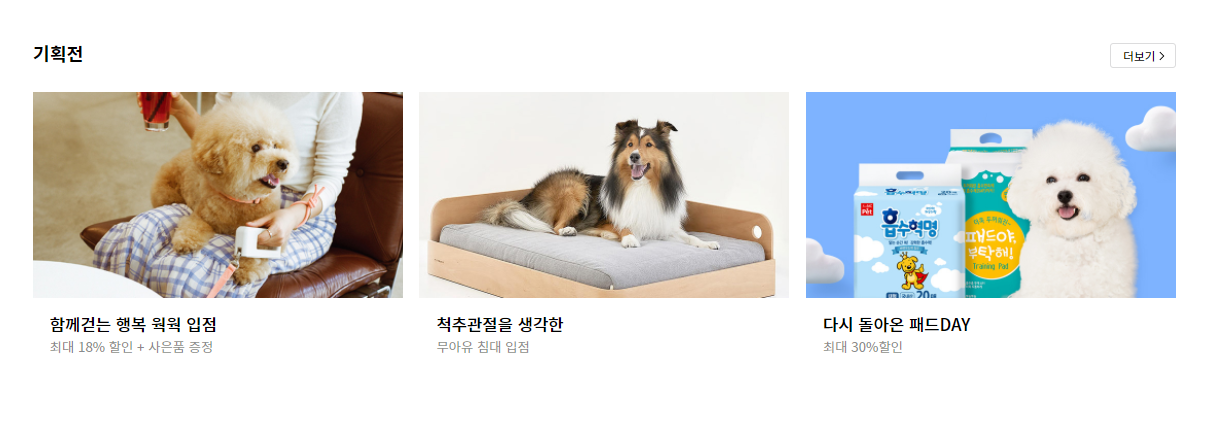 기획전
더보기 >
Pet
흡수혁명
패드야,
부탁해!
Training Pad
함께걷는 행복 웍웍 입점
최대 18% 할인 + 사은품 증정
척추관절을 생각한
무아유 침대 입점
다시 돌아온 패드DAY
최대 30%할인